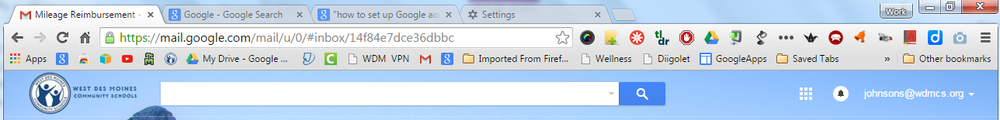 Mileage Reimbursement -
Google - Google Search
"how to set up Google acc
Settings
Work
https://mail.google.com/mail/u/0/#inbox/14f84e7dce36dbbc
tl;
dr
Apps
My Drive - Google ...
WDM VPN
Imported From Firef...
Wellness
Diigolet
GoogleApps
Saved Tabs
»
Other bookmarks
WEST DES MOINES
COMMUNITY SCHOOLS
johnsons@wdmcs.org